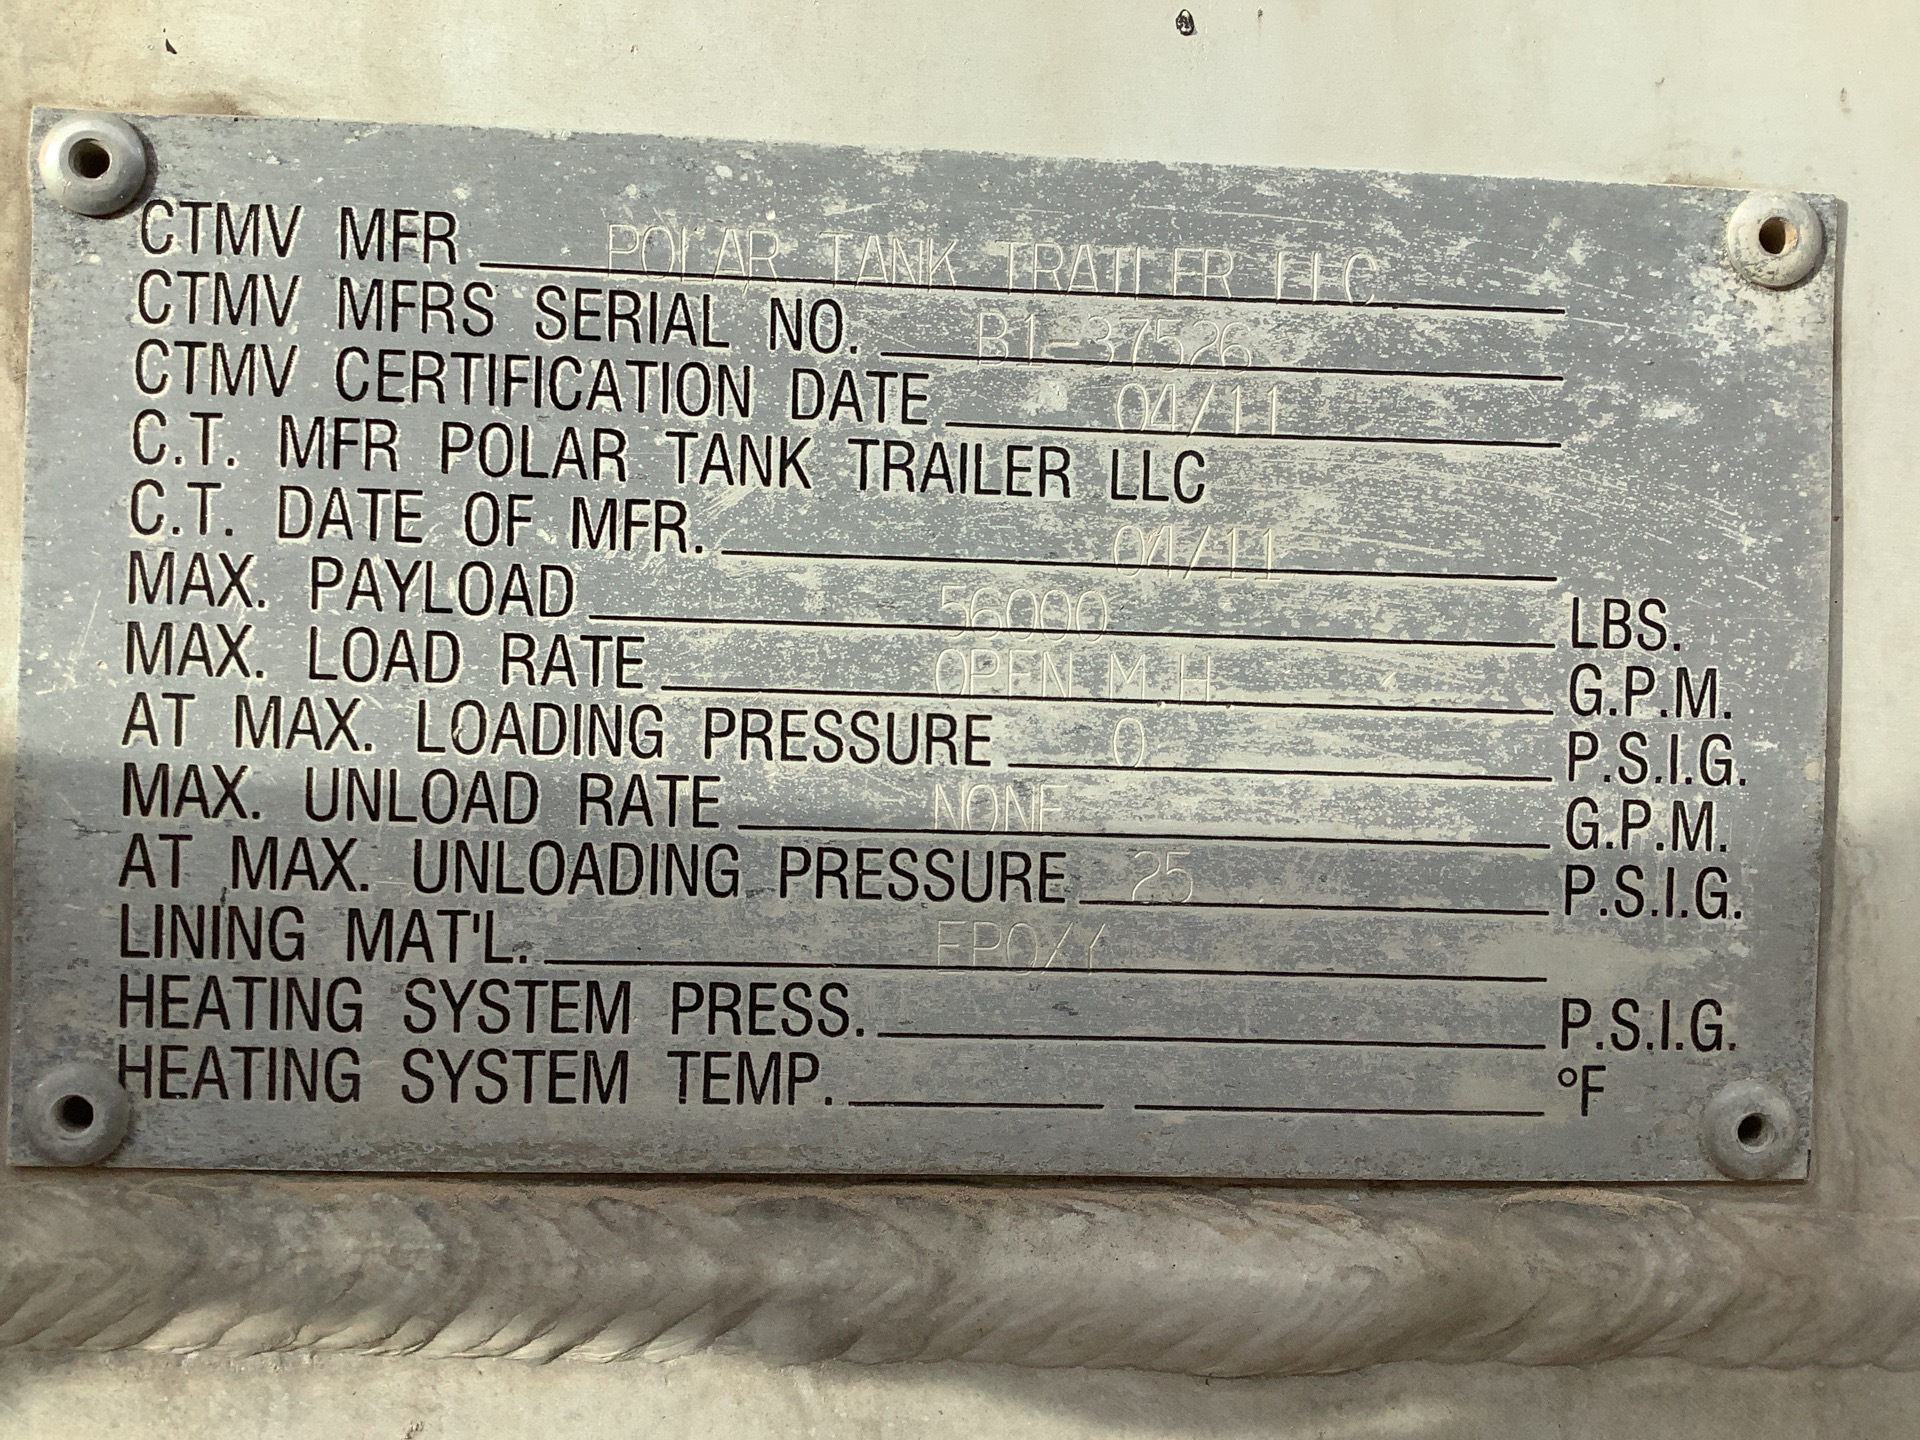 CTMV MFR POLAR TANK TRAILER LLC
CTMV MFRS SERIAL NO. B1-37526
CTMV CERTIFICATION DATE 04/11
C.T. MFR POLAR TANK TRAILER LLC
C.T. DATE OF MFR. 04/11
MAX. PAYLOAD 56000 LBS.
MAX. LOAD RATE OPEN M H G.P.M.
AT MAX. LOADING PRESSURE 0 P.S.I.G.
MAX. UNLOAD RATE NONE G.P.M.
AT MAX. UNLOADING PRESSURE 25 P.S.I.G.
LINING MAT'L. EPOXY
HEATING SYSTEM PRESS. P.S.I.G.
HEATING SYSTEM TEMP. °F